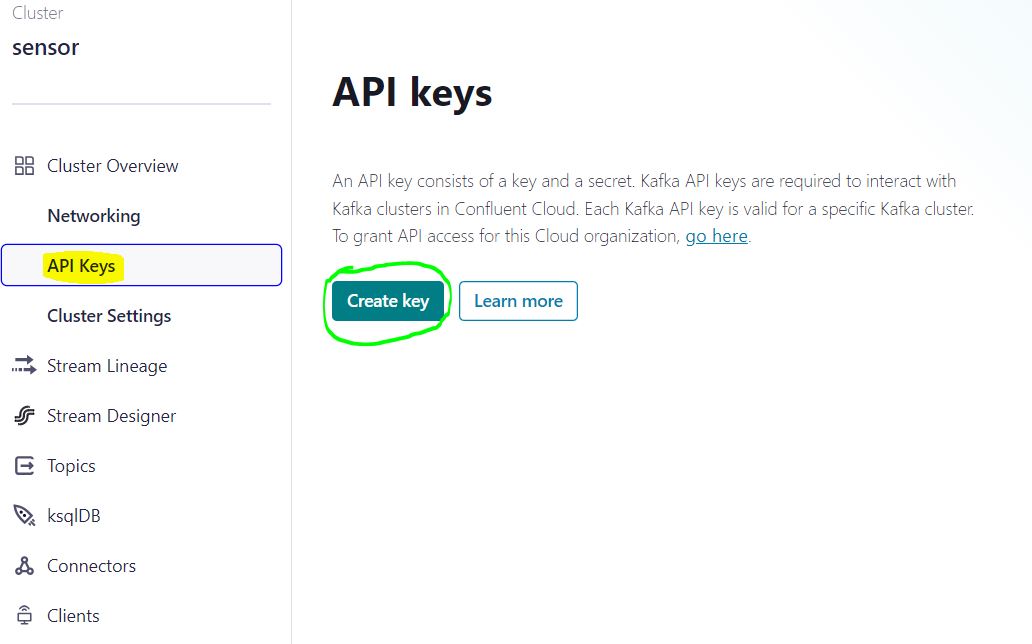 Cluster
sensor
Cluster Overview
Networking
API Keys
Cluster Settings
Stream Lineage
Stream Designer
Topics
ksqlDB
Connectors
Clients
API keys
An API key consists of a key and a secret. Kafka API keys are required to interact with
Kafka clusters in Confluent Cloud. Each Kafka API key is valid for a specific Kafka cluster.
To grant API access for this Cloud organization, go here.
Create key
Learn more